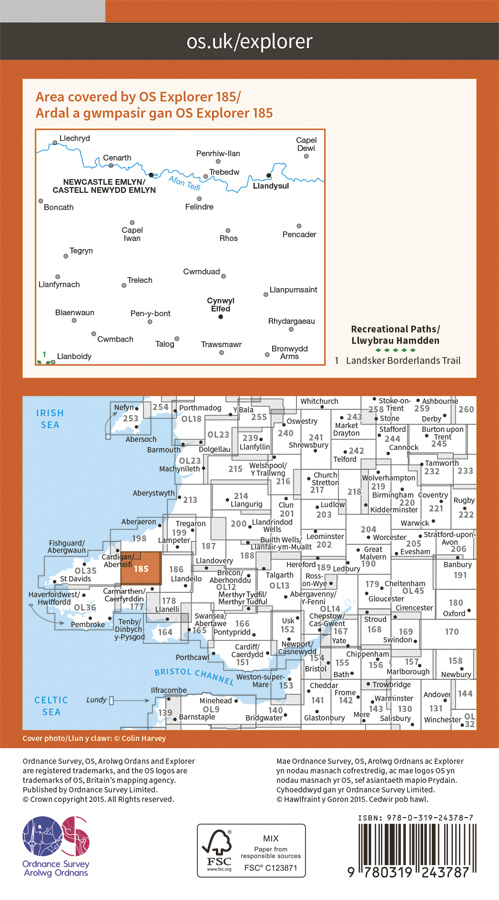 os.uk/explorer
Area covered by OS Explorer 185/
Ardal a gwmpasir gan OS Explorer 185
Llechryd
Capel
Dewi
Cenarth
Penrhiw-llan
Trebedw
NEWCASTLE EMLYN/
CASTELL NEWYDD EMLYN
Afon Teifi
Llandysul
Boncath
Felindre
Capel
Iwan
Rhos
Pencader
Tegryn
Cwmduad
Llanfyrnach
Trelech
Llanpumsaint
Cynwyl
Elfed
Blaenwaun
Pen-y-bont
Rhydargaeau
Cwmbach
Talog
Trawsmawr
Bronwydd
Arms
1
Llanboidy
Recreational Paths/
Llwybrau Hamdden
1 Landsker Borderlands Trail
IRISH
SEA
Nefyn
253
254
Porthmadog
OL18
Y Bala
255
Whitchurch
Oswestry
240
243
Market
Drayton
258
Stoke-on-
Trent
Stone
259
Ashbourne
Derby
260
Abersoch
Barmouth
OL23
Dolgellau
239
Llanfyllin
241
Shrewsbury
Stafford
244
Cannock
Burton upon
Trent
245
OL23
Machynlleth
215
Welshpool/
Y Trallwng
216
242
Telford
Tamworth
232
233
Aberystwyth
213
214
Llangurig
Church
Stretton
217
218
Wolverhampton
219
Birmingham
220
Coventry
221
Rugby
222
Clun
201
Ludlow
203
Kidderminster
Aberaeron
198
Tregaron
199
Lampeter
200
Llandrindod
Wells
Warwick
187
188
Builth Wells/
Llanfair-ym-Muallt
Leominster
202
204
Worcester
205
Evesham
Stratford-upon-
Avon
206
Fishguard/
Abergwaun
Cardigan/
Aberteifi
185
186
Llandeilo
Llandovery
Hereford
189
Ledbury
Great
Malvern
190
Banbury
191
OL35
St Davids
Brecon/
Aberhonddu
OL12
Talgarth
OL13
Ross-
on-Wye
179
Cheltenham
OL45
Gloucester
Haverfordwest/
Hwlffordd
OL36
Carmarthen/
Caerfyrddin
177
178
Llanelli
Merthyr Tydfil/
Merthyr Tudful
Abergavenny/
Y-Fenni
OL14
Cirencester
180
Oxford
Pembroke
Tenby/
Dinbych
-y-Pysgod
164
Swansea/
Abertawe
165
166
Pontypridd
Usk
152
Chepstow/
Cas-Gwent
167
Yate
Stroud
168
169
Swindon
170
Porthcawl
Cardiff/
Caerdydd
151
Newport/
Casnewydd
154
Bristol
155
Bath
Chippenham
156
157
Marlborough
158
Newbury
BRISTOL CHANNEL
Weston-super-
Mare
153
CELTIC
SEA
Lundy
Ilfracombe
139
Barnstaple
Minehead
OL9
140
Bridgwater
Cheddar
141
Glastonbury
Frome
142
Mere
Trowbridge
143
Warminster
130
Salisbury
Andover
131
Winchester
144
OL
32
Cover photo/Llun y clawr: © Colin Harvey
Ordnance Survey, OS, Arolwg Ordans and Explorer
are registered trademarks, and the OS logos are
trademarks of OS, Britain's mapping agency.
Published by Ordnance Survey Limited.
© Crown copyright 2015. All Rights reserved.
Mae Ordnance Survey, OS, Arolwg Ordnans ac Explorer
yn nodau masnach cofrestredig, ac mae logos OS yn
nodau masnach yr OS, sef asiantaeth mapio Prydain.
Cyhoeddwyd gan yr Ordnance Survey Limited.
© Hawlfraint y Goron 2015. Cedwir pob hawl.
OS
Ordnance Survey
Arolwg Ordnans
FSC
www.fsc.org
MIX
Paper from
responsible sources
FSC® C123871
ISBN: 978-0-319-24378-7
9 780319 243787